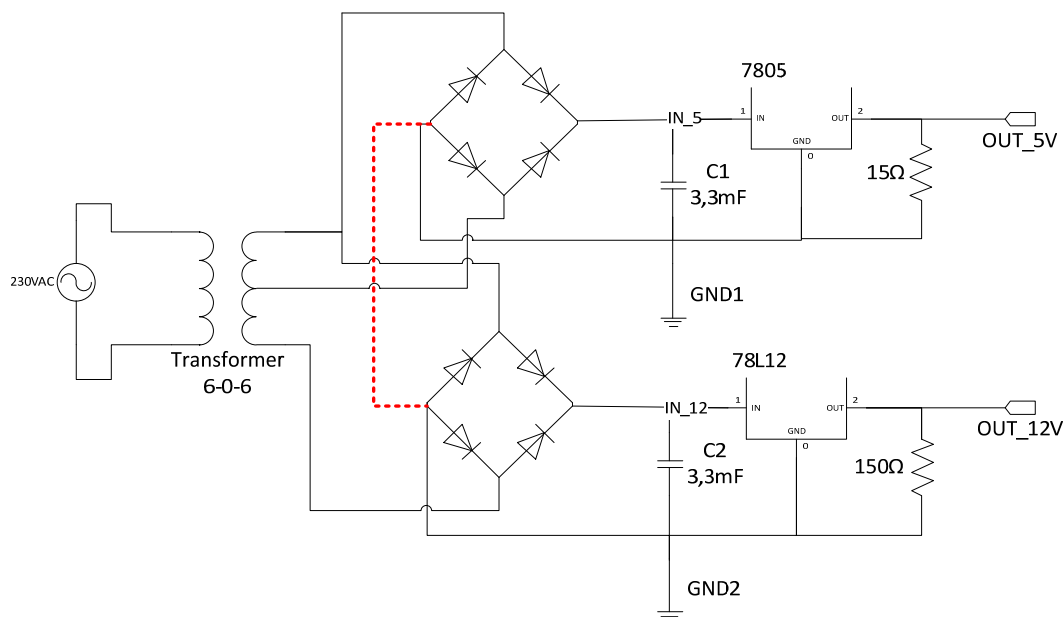 7805
1
IN
OUT
2
GND
0
IN_5
OUT_5V
C1
3,3mF
15Ω
230VAC
GND1
Transformer
6-0-6
78L12
1
IN
OUT
2
GND
0
IN_12
OUT_12V
C2
3,3mF
150Ω
GND2